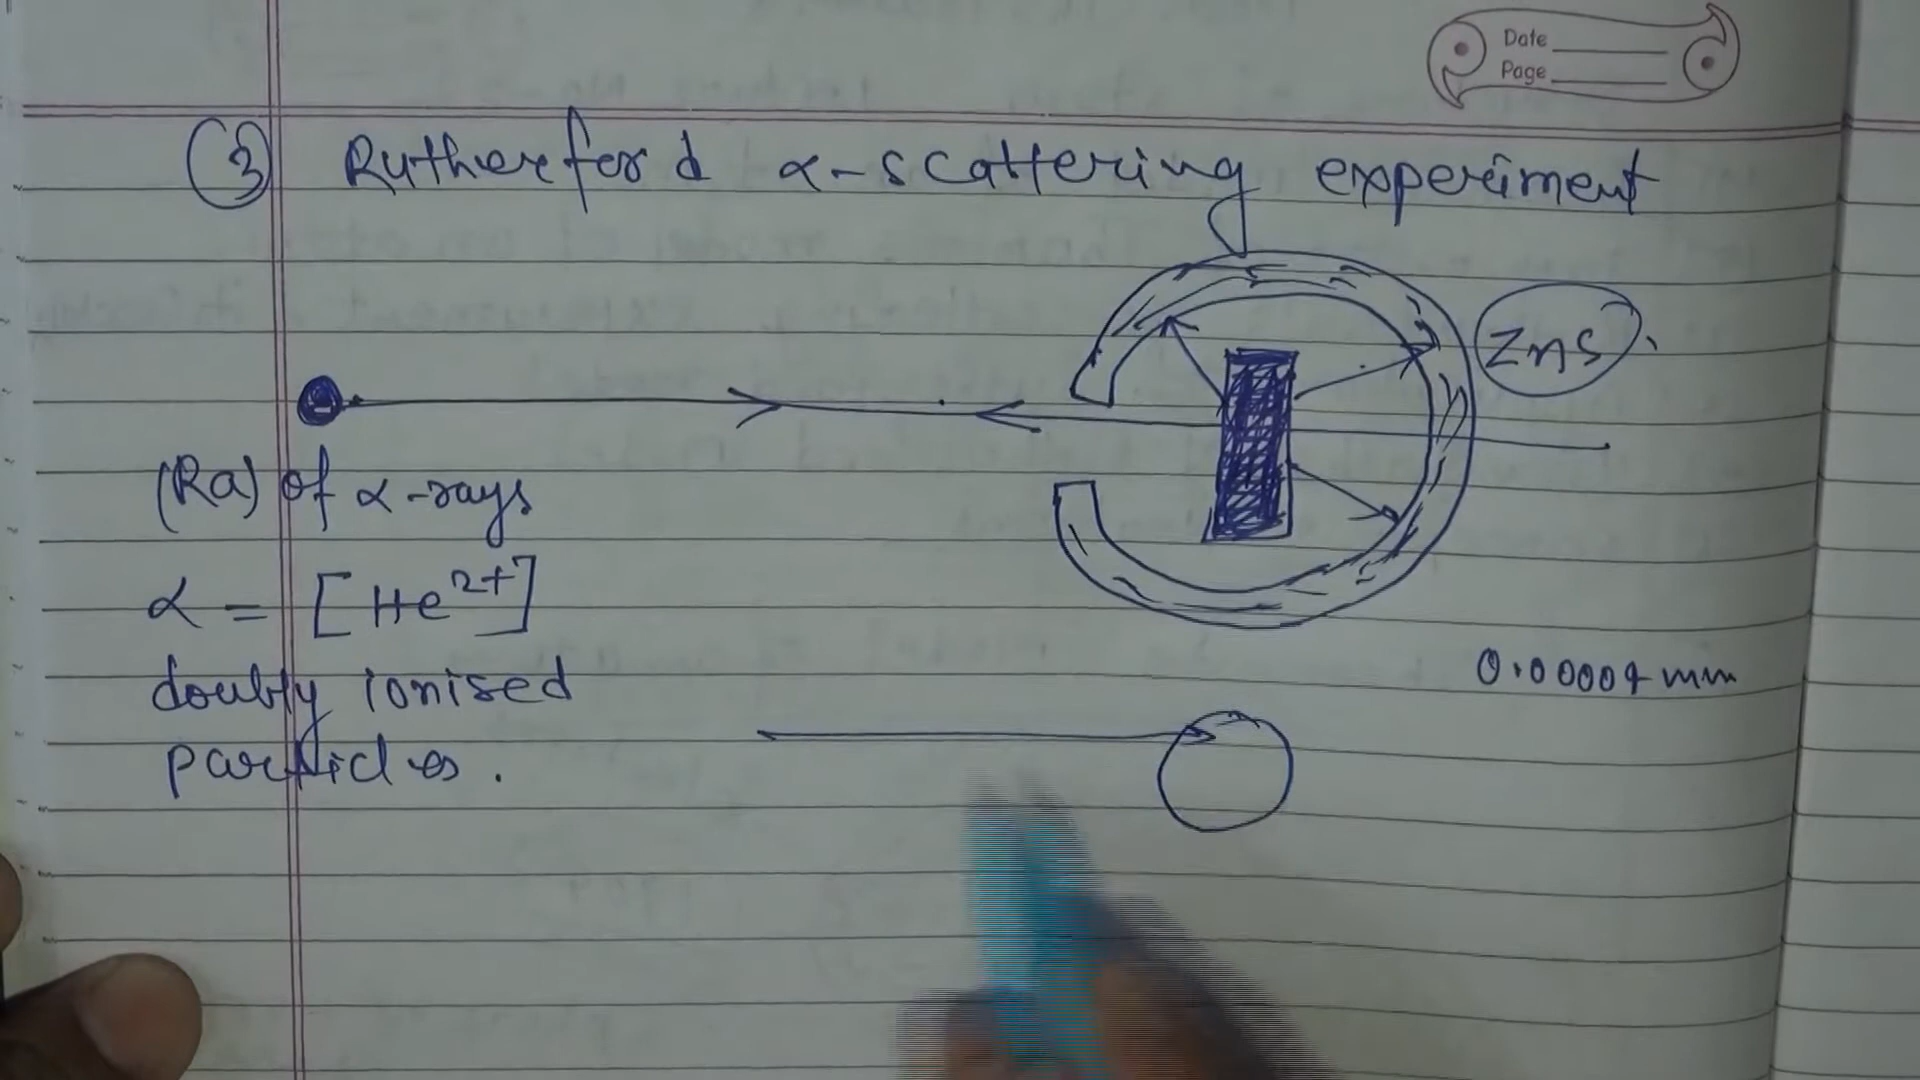 Date
Page
③ Rutherford α-scattering experiment
ZnS
(Ra) of α-rays
α = [He²⁺]
doubly ionised
particles.
0.00004 mm